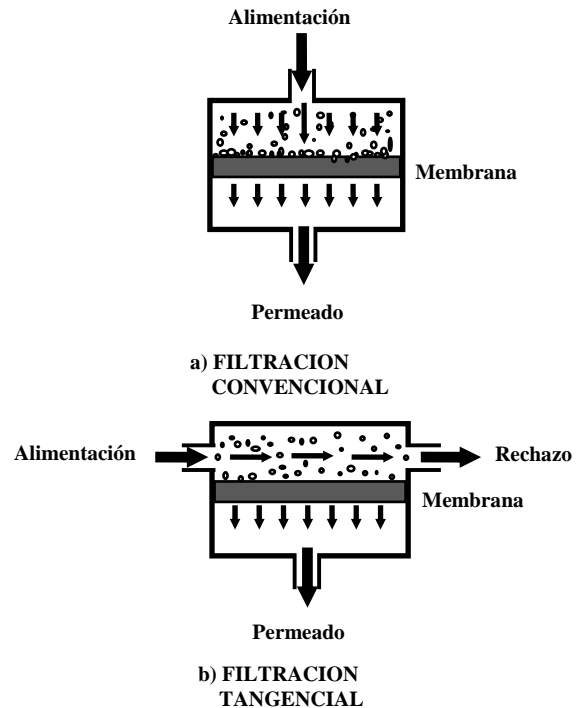 Alimentación
Membrana
Permeado
a) FILTRACION
CONVENCIONAL
Alimentación
Rechazo
Membrana
Permeado
b) FILTRACION
TANGENCIAL